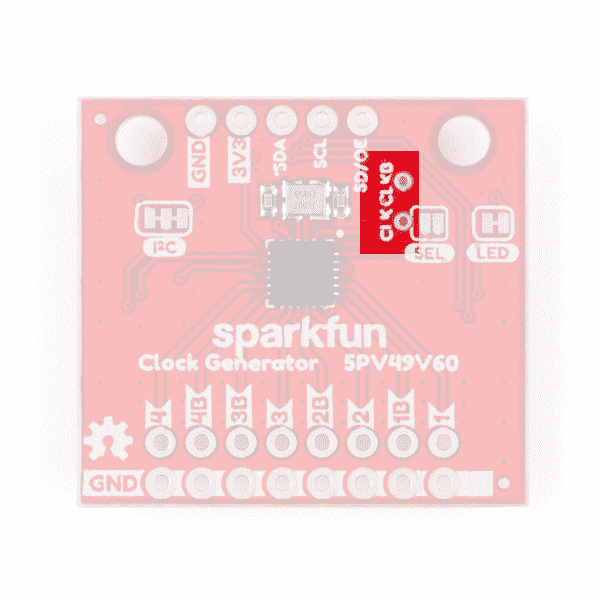 GND
3V3
SDA
SCL
SD/OE
CLKB
CLK
I²C
SEL
LED
sparkfun
Clock Generator 5PV49V60
4
4B
3B
3
2B
2
1B
1
GND